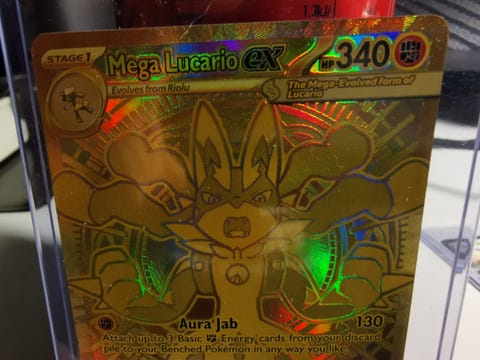 1.3kJ/
STAGE 1
Mega Lucario ex
HP 340
Evolves from Riolu
The Mega-Evolved form of
Lucario
Aura Jab 130
Attach up to 3 Basic Energy cards from your discard
pile to your Benched Pokémon in any way you like.